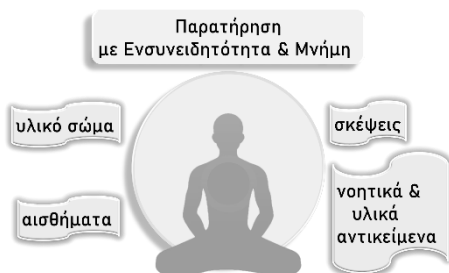 Παρατήρηση
με Ενσυνειδητότητα & Μνήμη
υλικό σώμα
σκέψεις
αισθήματα
νοητικά &
υλικά
αντικείμενα